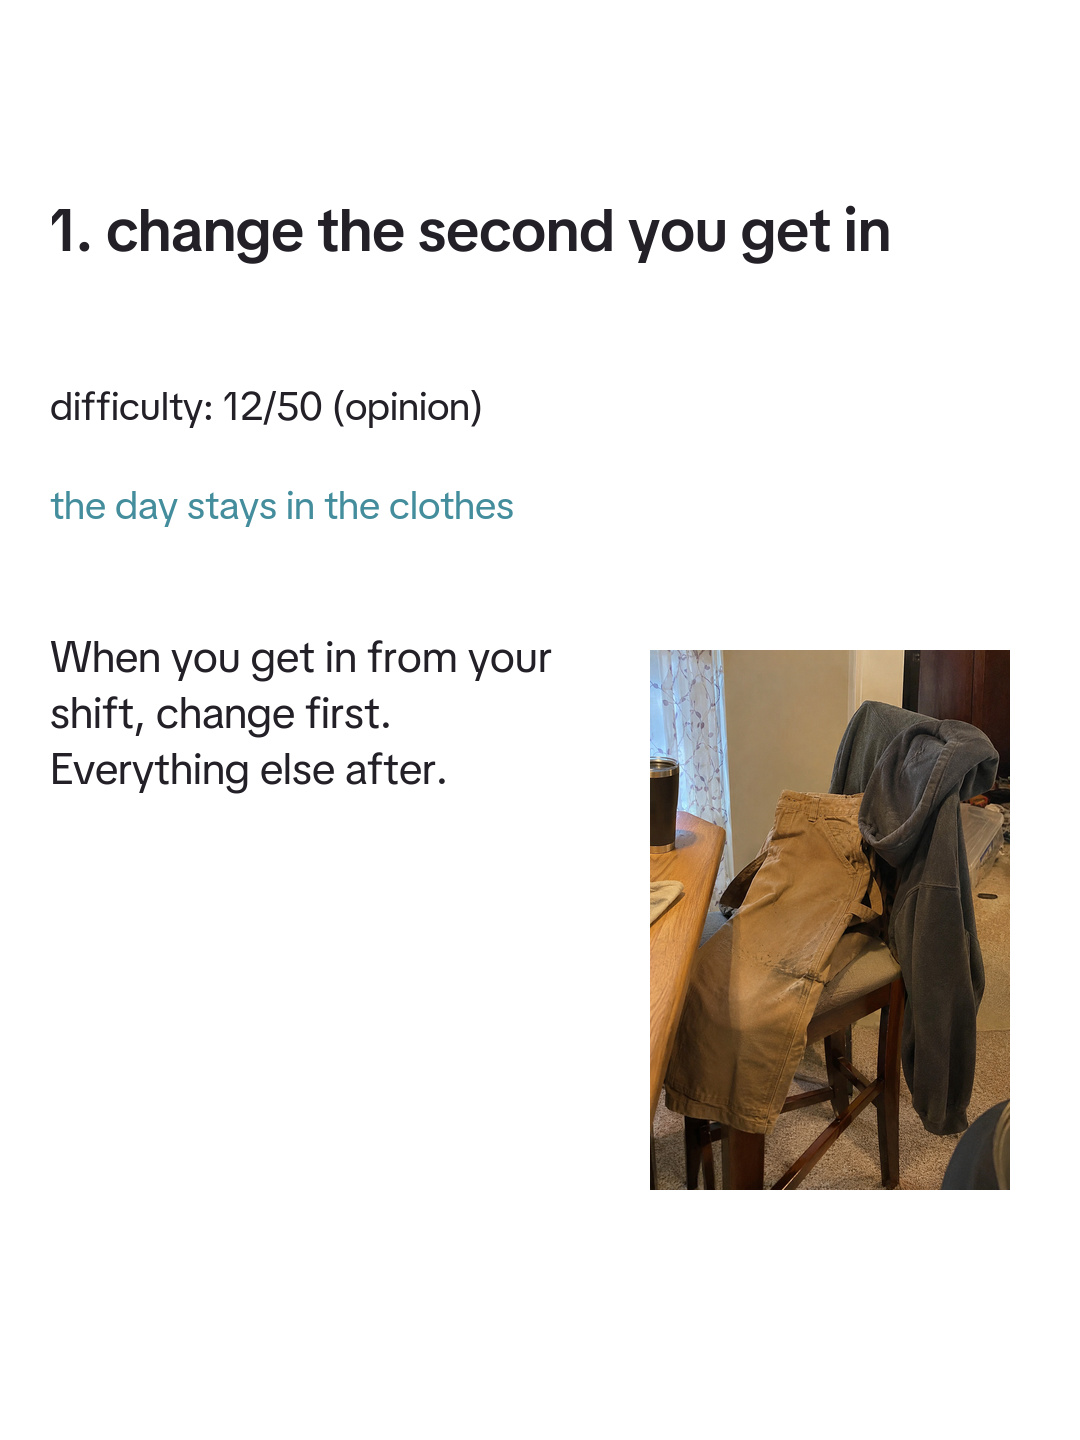 1. change the second you get in
difficulty: 12/50 (opinion)
the day stays in the clothes
When you get in from your
shift, change first.
Everything else after.